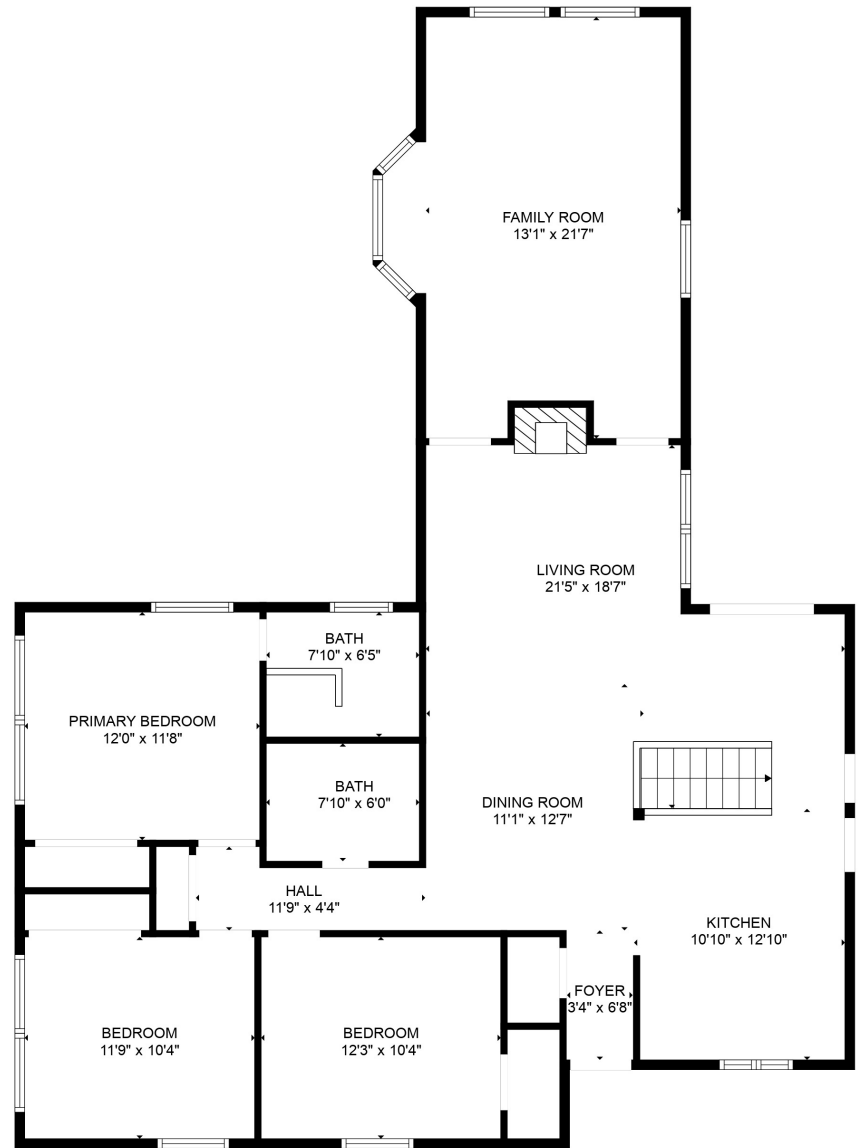 FAMILY ROOM
13'1" x 21'7"
LIVING ROOM
21'5" x 18'7"
BATH
7'10" x 6'5"
PRIMARY BEDROOM
12'0" x 11'8"
BATH
7'10" x 6'0"
DINING ROOM
11'1" x 12'7"
HALL
11'9" x 4'4"
KITCHEN
10'10" x 12'10"
FOYER
3'4" x 6'8"
BEDROOM
11'9" x 10'4"
BEDROOM
12'3" x 10'4"